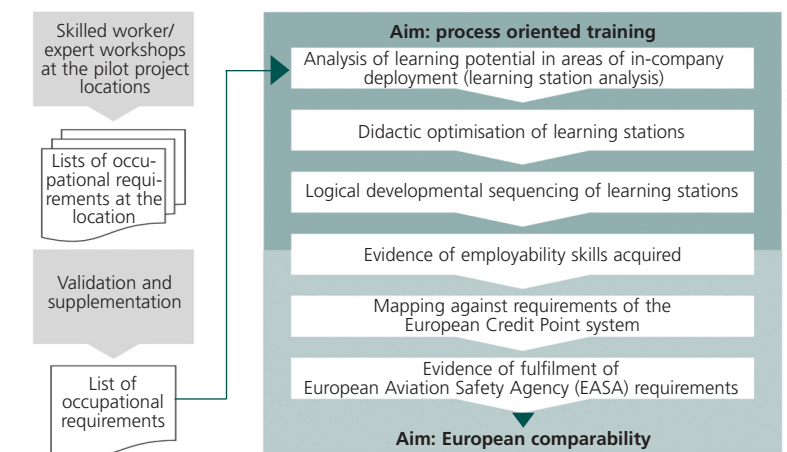 Skilled worker/
expert workshops
at the pilot project
locations
Lists of occu-
pational requi-
rements at the
location
Validation and
supplementation
List of
occupational
requirements
Aim: process oriented training
Analysis of learning potential in areas of in-company
deployment (learning station analysis)
Didactic optimisation of learning stations
Logical developmental sequencing of learning stations
Evidence of employability skills acquired
Mapping against requirements of the
European Credit Point system
Evidence of fulfilment of
European Aviation Safety Agency (EASA) requirements
Aim: European comparability